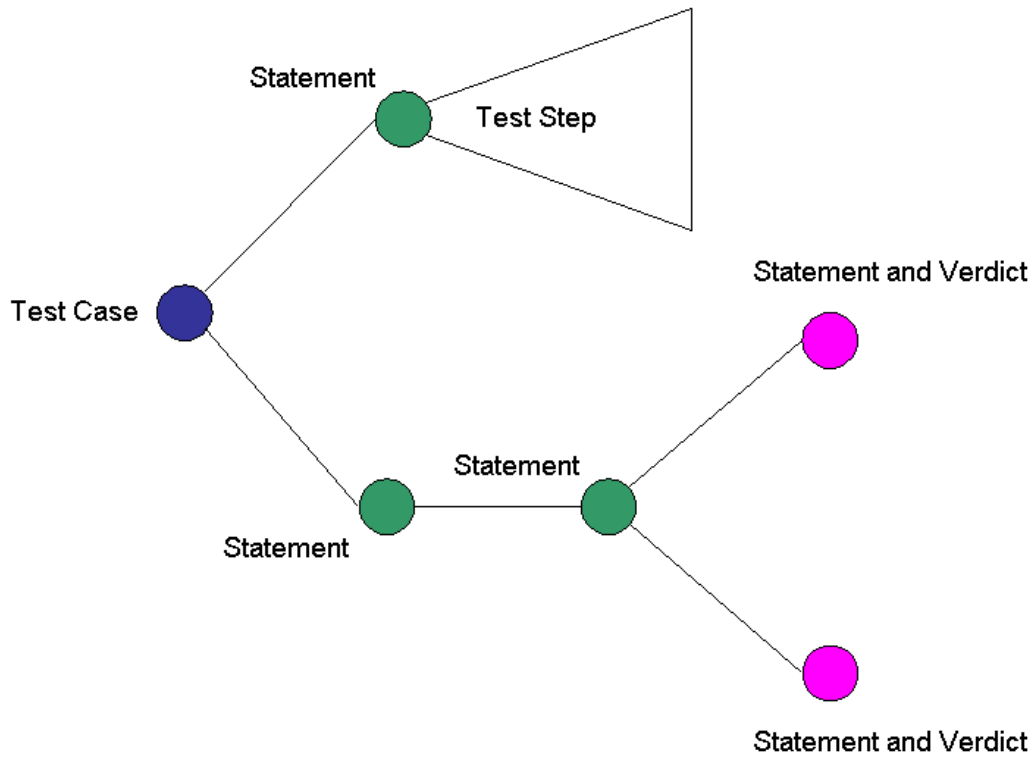 Statement
Test Step
Statement and Verdict
Test Case
Statement
Statement
Statement and Verdict